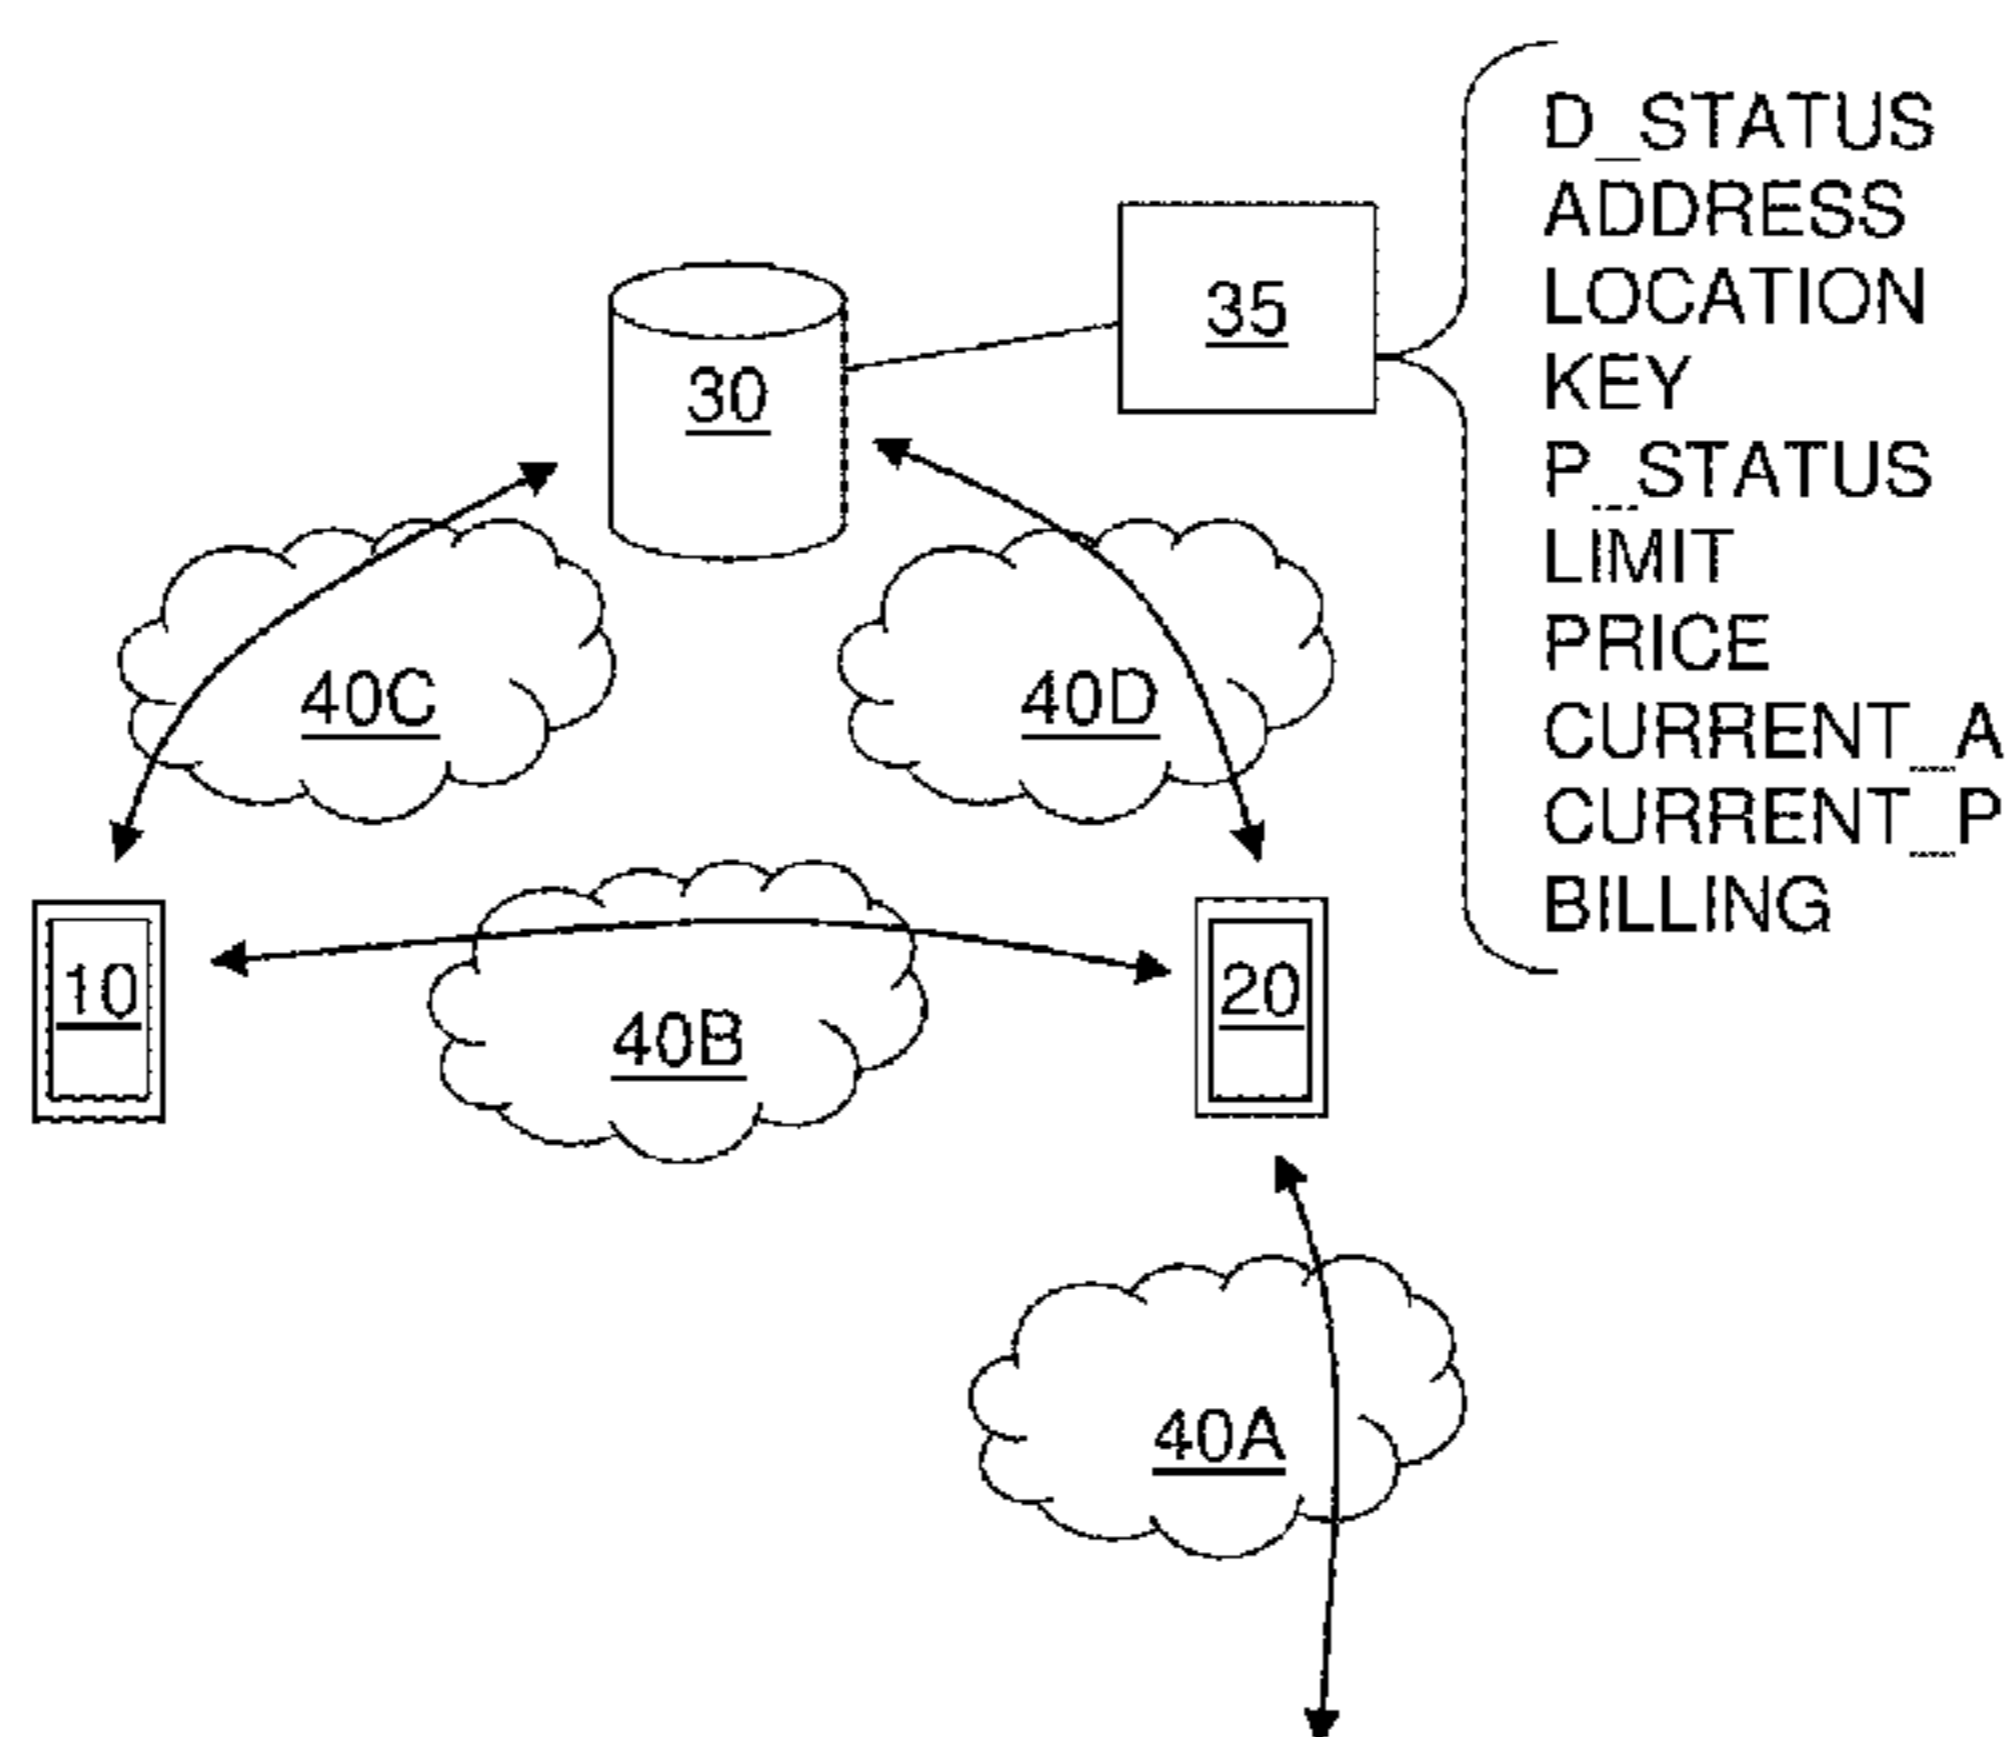 D_STATUS
ADDRESS
LOCATION
KEY
P_STATUS
LIMIT
PRICE
CURRENT_A
CURRENT_P
BILLING
35
30
40C
40D
10
40B
20
40A